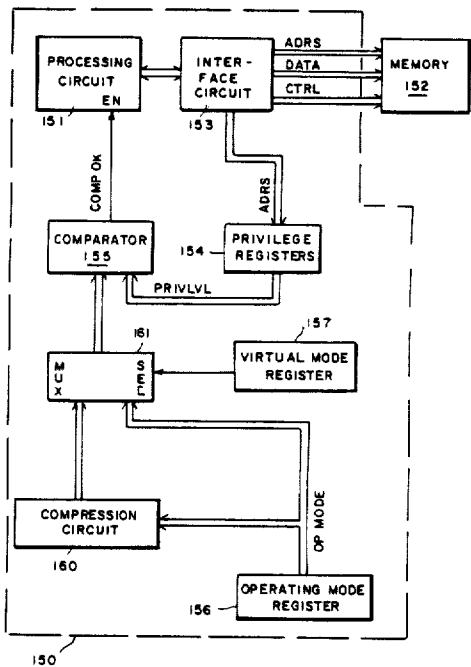 PROCESSING
CIRCUIT
EN
151
INTER-
FACE
CIRCUIT
153
ADRS
DATA
CTRL
MEMORY
152
COMP OK
ADRS
COMPARATOR
155
154
PRIVILEGE
REGISTERS
PRIVLVL
161
MUX
SEL
157
VIRTUAL MODE
REGISTER
COMPRESSION
CIRCUIT
160
OP MODE
156
OPERATING MODE
REGISTER
150